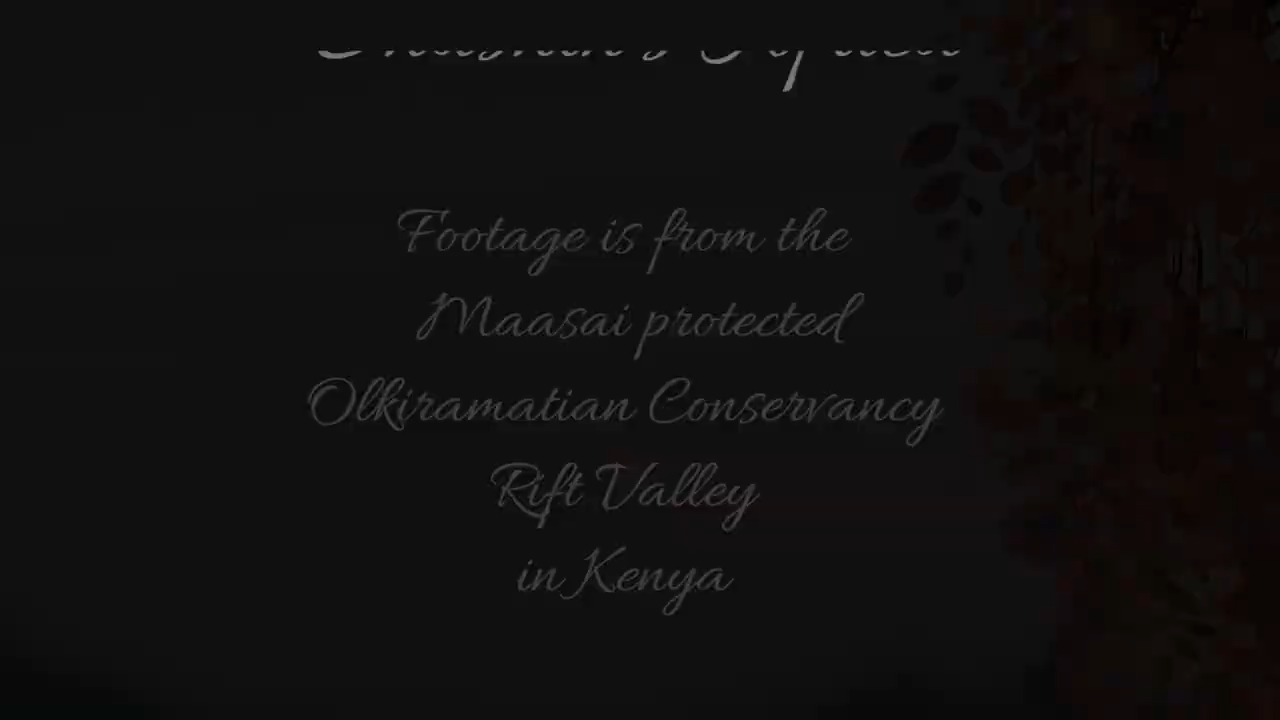 Footage is from the
Maasai protected
Olkiramatian Conservancy
Rift Valley
in Kenya